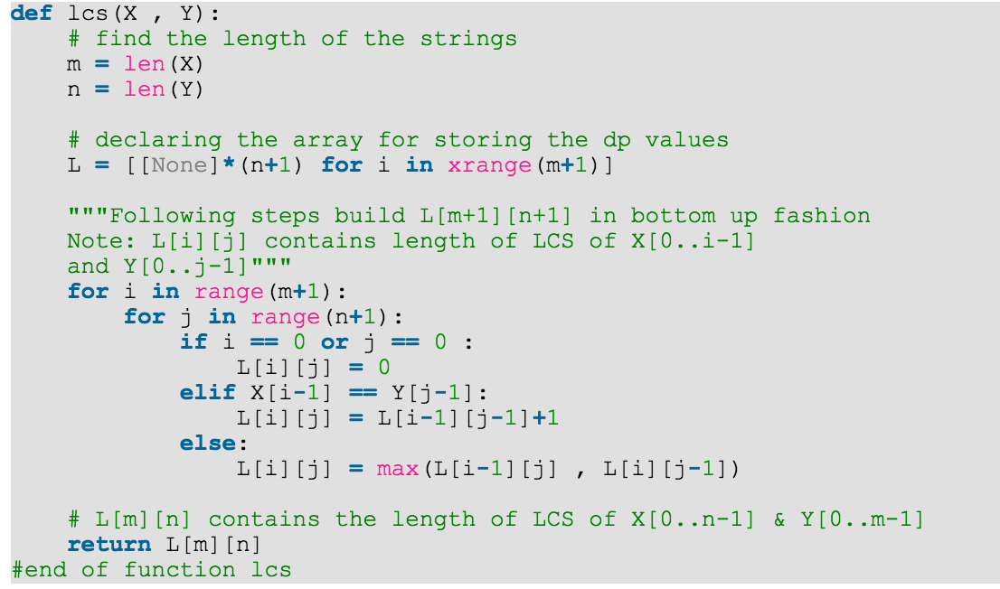 def lcs(X , Y):
    # find the length of the strings
    m = len(X)
    n = len(Y)

    # declaring the array for storing the dp values
    L = [[None]*(n+1) for i in xrange(m+1)]

    """Following steps build L[m+1][n+1] in bottom up fashion
    Note: L[i][j] contains length of LCS of X[0..i-1]
    and Y[0..j-1]"""
    for i in range(m+1):
        for j in range(n+1):
            if i == 0 or j == 0 :
                L[i][j] = 0
            elif X[i-1] == Y[j-1]:
                L[i][j] = L[i-1][j-1]+1
            else:
                L[i][j] = max(L[i-1][j] , L[i][j-1])

    # L[m][n] contains the length of LCS of X[0..n-1] & Y[0..m-1]
    return L[m][n]
#end of function lcs